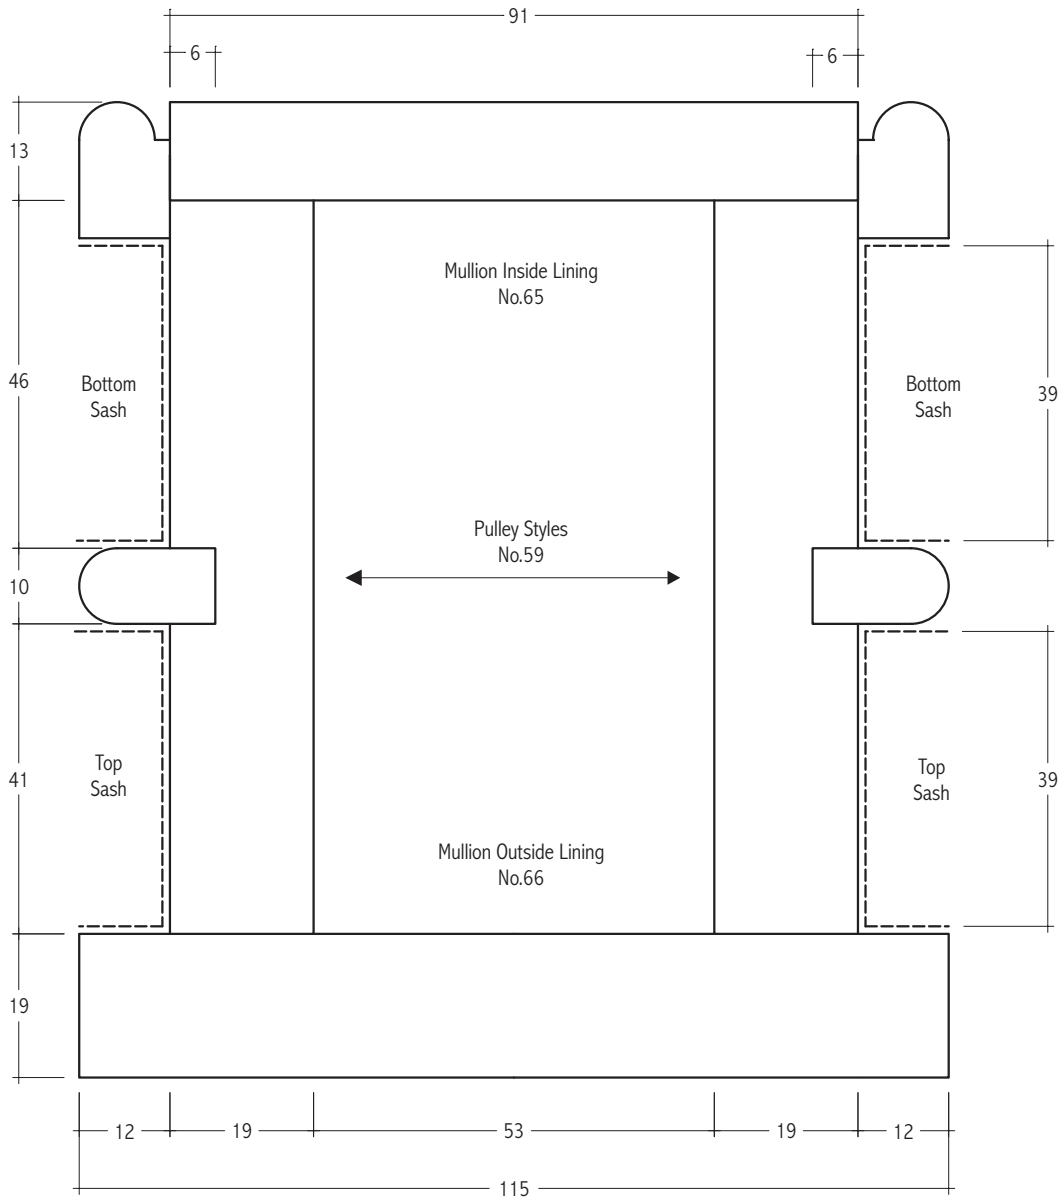 91
6
6
13
Mullion Inside Lining
No.65
46
Bottom
Sash
Bottom
Sash
39
Pulley Styles
No.59
10
Top
Sash
41
Top
Sash
39
Mullion Outside Lining
No.66
19
12
19
53
19
12
115